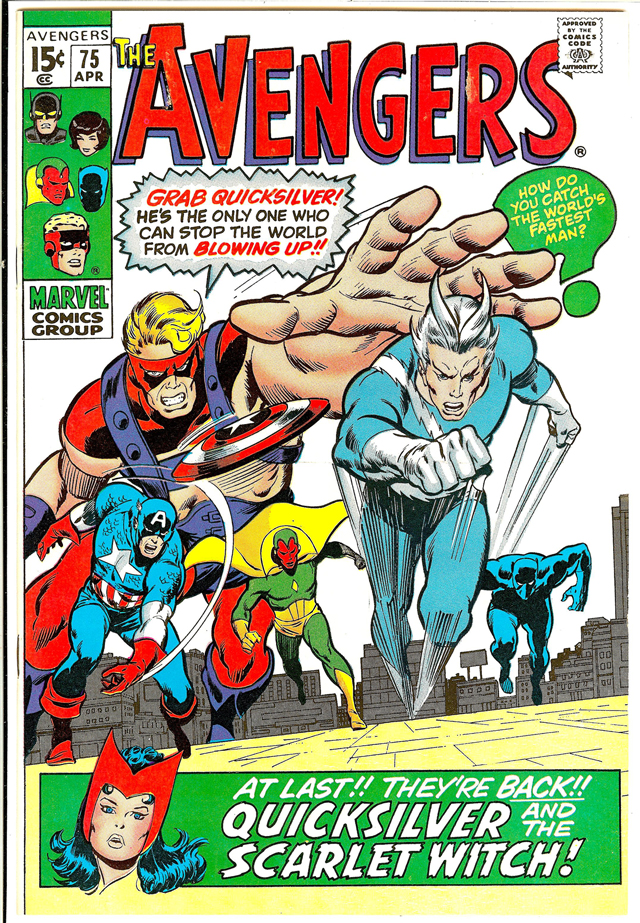 AVENGERS
15¢
CC
75
APR
THE
AVENGERS
®
APPROVED
BY THE
COMICS
CODE
CA
AUTHORITY
GRAB QUICKSILVER!
HE'S THE ONLY ONE WHO
CAN STOP THE WORLD
FROM BLOWING UP!!
HOW DO
YOU CATCH
THE WORLD'S
FASTEST
MAN?
®
MARVEL
COMICS
GROUP
A
AT LAST!! THEY'RE BACK!!
QUICKSILVER AND THE
SCARLET WITCH!